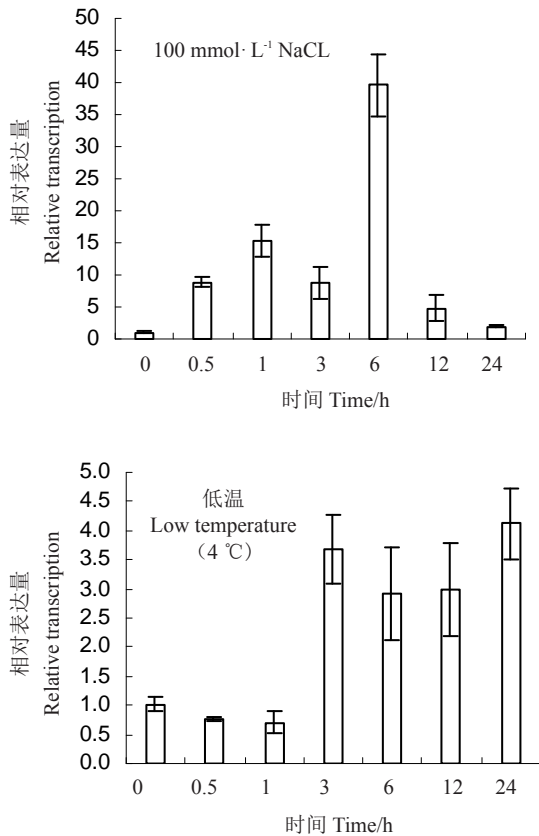 50
100 mmol· L⁻¹ NaCL
45
40
35
30
25
20
15
10
5
0
相对表达量
Relative transcription
0 0.5 1 3 6 12 24
时间 Time/h
5.0
低温
4.5
Low temperature
4.0
（4 ℃）
3.5
3.0
2.5
2.0
1.5
1.0
0.5
0.0
相对表达量
Relative transcription
0 0.5 1 3 6 12 24
时间 Time/h